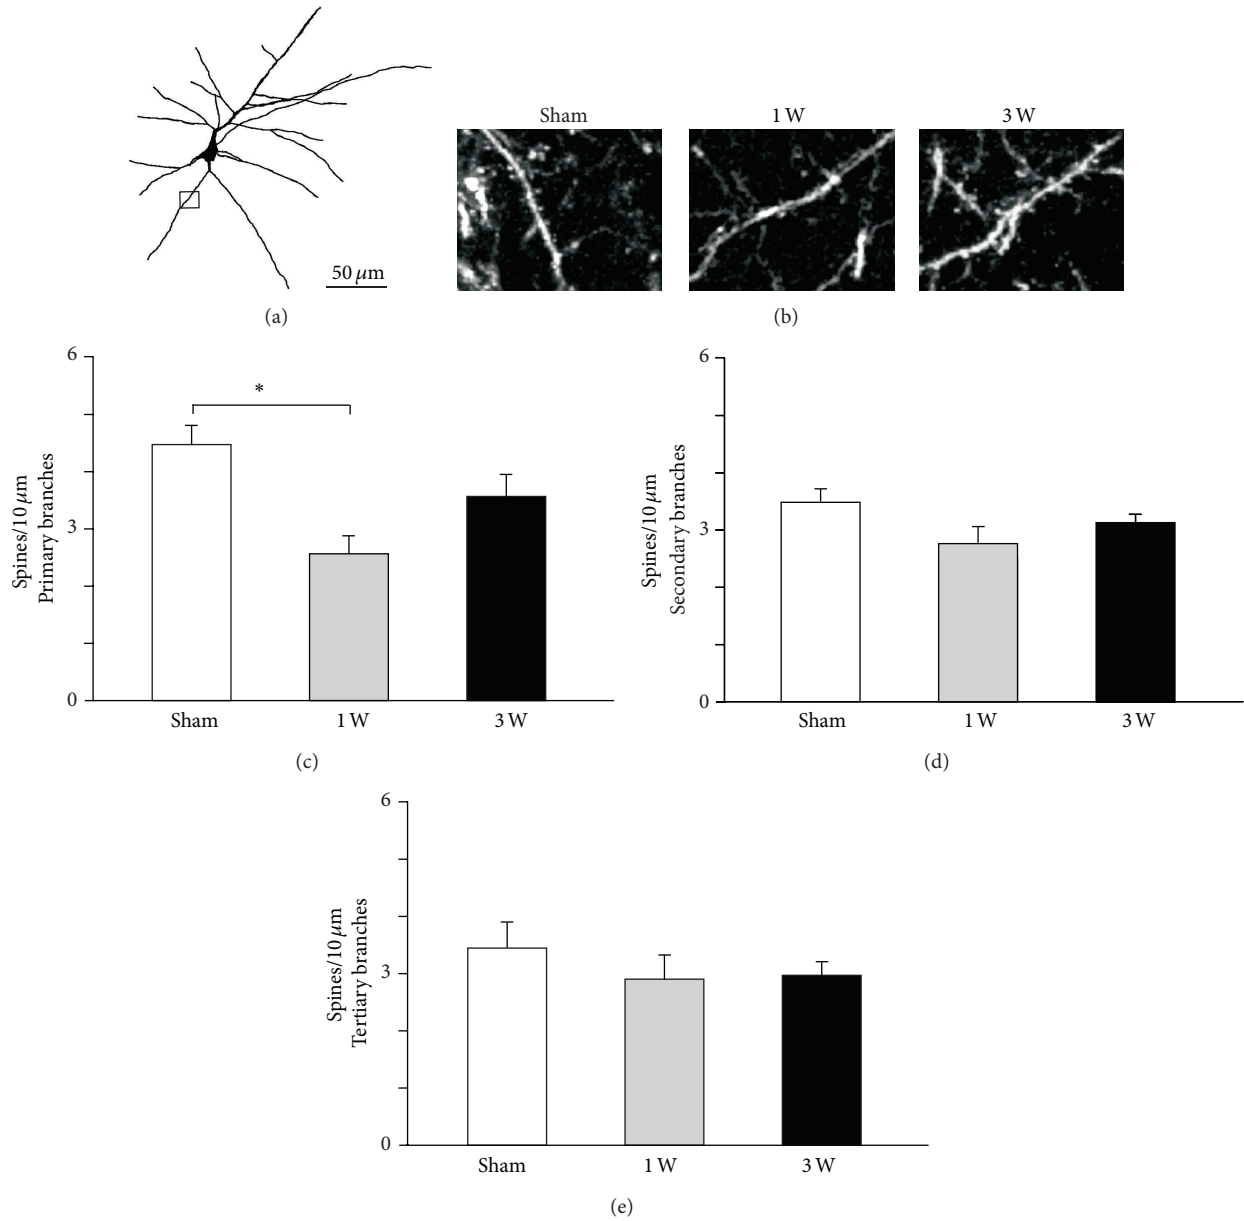 Sham
1 W
3 W
50 µm
(a)
(b)
6
3
0
Spines/10 µm
Primary branches
*
Sham
1 W
3 W
(c)
6
3
0
Spines/10 µm
Secondary branches
Sham
1 W
3 W
(d)
6
3
0
Spines/10 µm
Tertiary branches
Sham
1 W
3 W
(e)